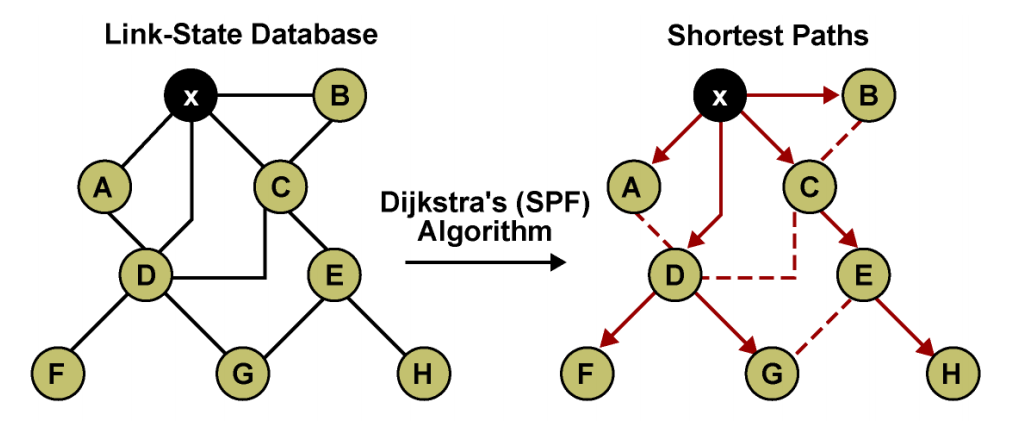 Link-State Database
x
B
A
C
D
E
F
G
H
Dijkstra's (SPF)
Algorithm
Shortest Paths
x
B
A
C
D
E
F
G
H